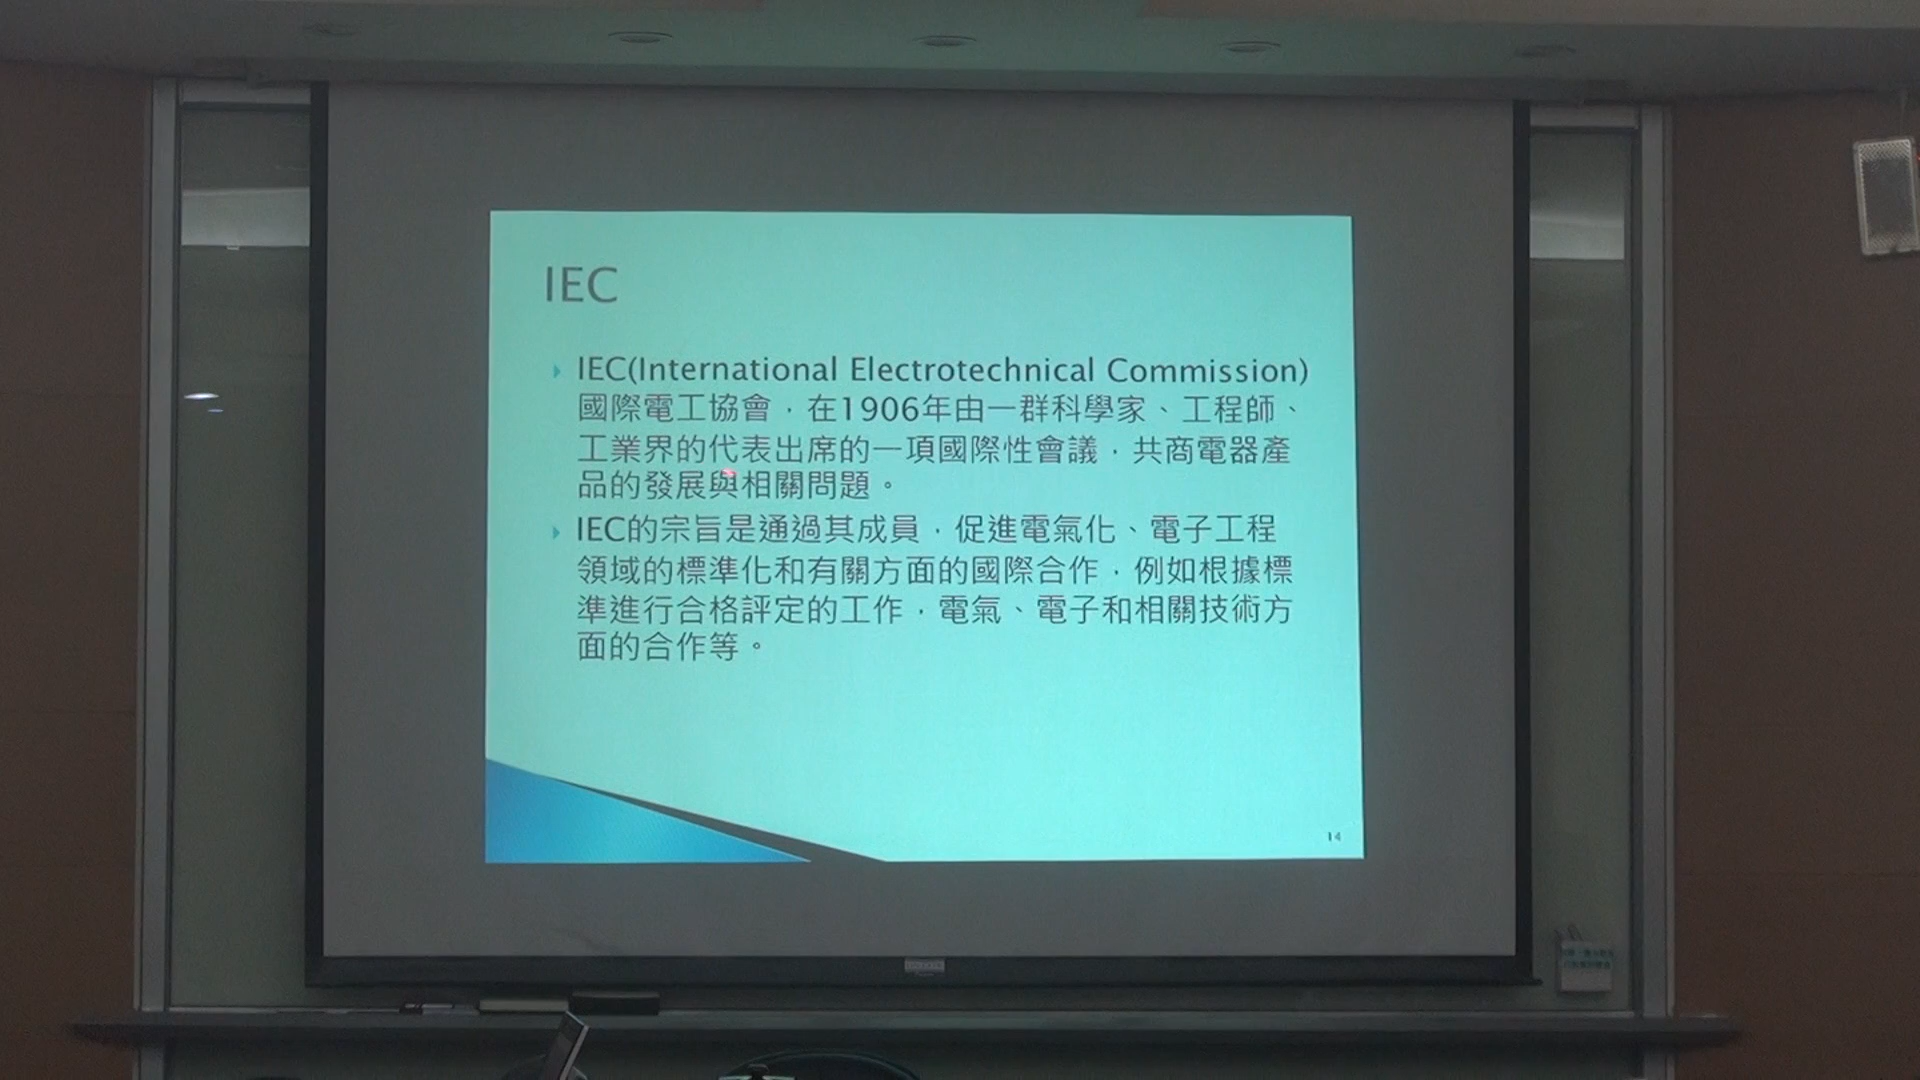 IEC
IEC(International Electrotechnical Commission)
國際電工協會，在1906年由一群科學家、工程師、
工業界的代表出席的一項國際性會議，共商電器產
品的發展與相關問題。
IEC的宗旨是通過其成員，促進電氣化、電子工程
領域的標準化和有關方面的國際合作，例如根據標
準進行合格評定的工作，電氣、電子和相關技術方
面的合作等。
14